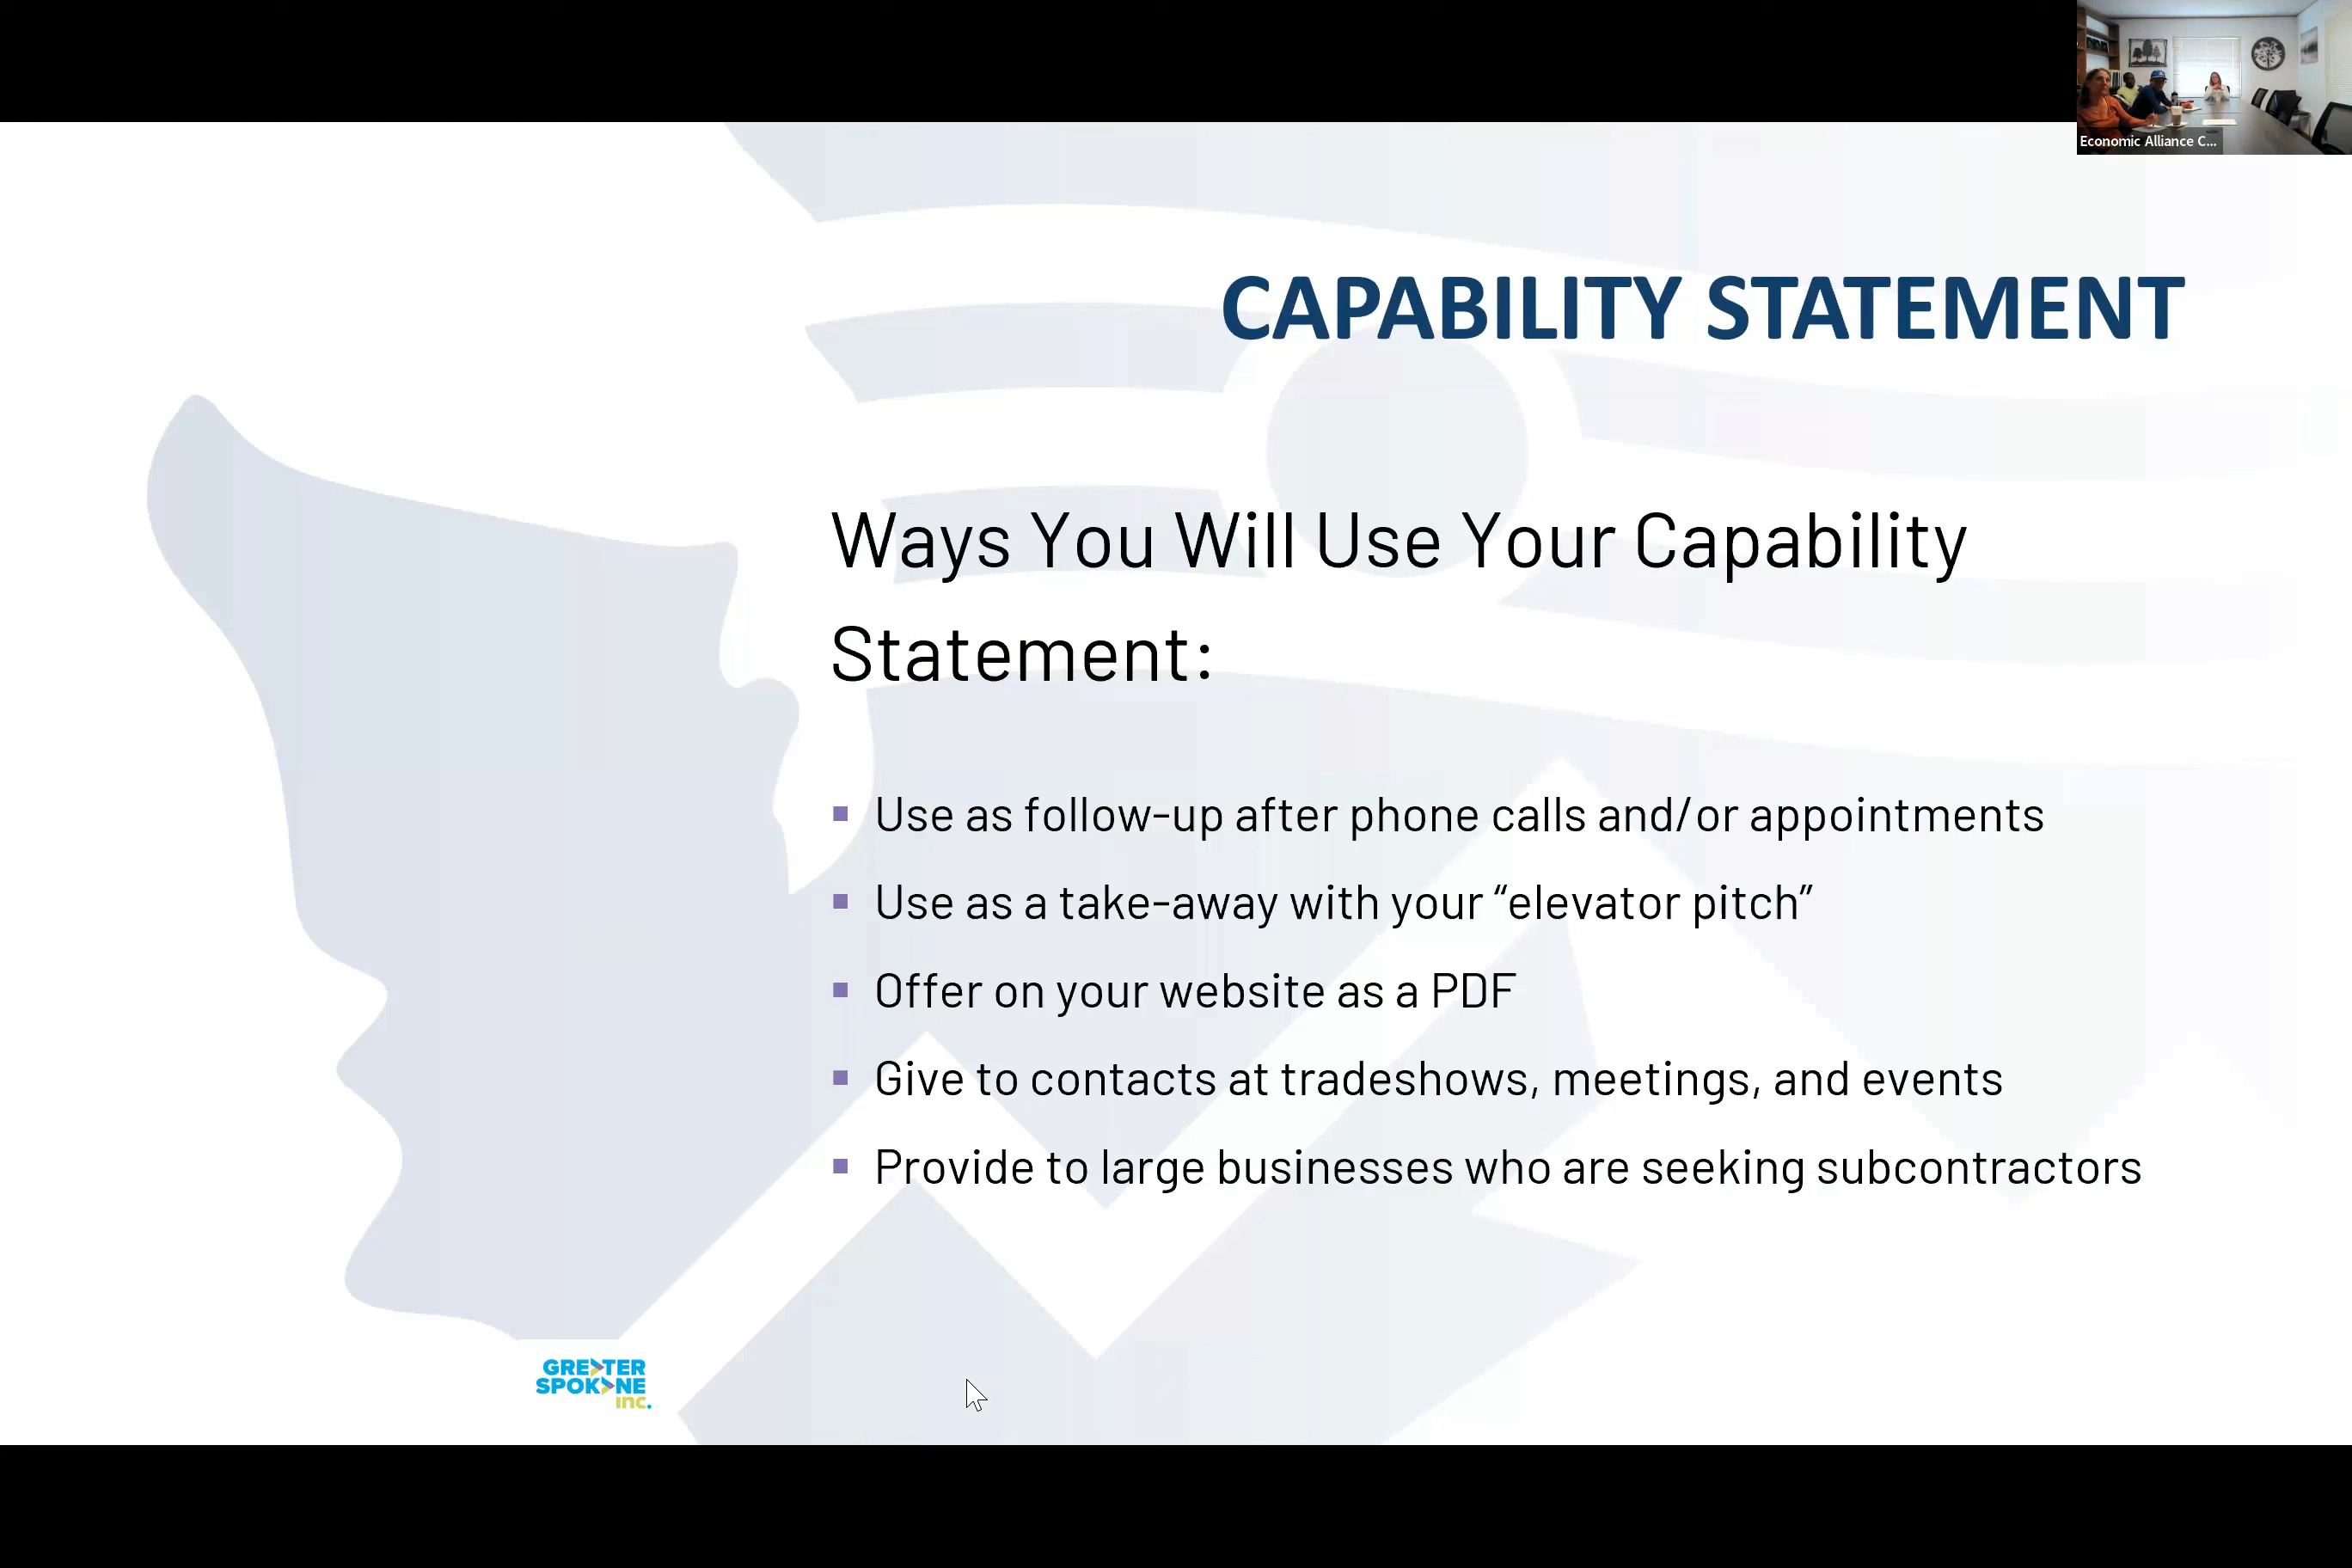 Economic Alliance C...
CAPABILITY STATEMENT
Ways You Will Use Your Capability
Statement:
▪ Use as follow-up after phone calls and/or appointments
▪ Use as a take-away with your “elevator pitch”
▪ Offer on your website as a PDF
▪ Give to contacts at tradeshows, meetings, and events
▪ Provide to large businesses who are seeking subcontractors
GREATER
SPOKANE
inc.